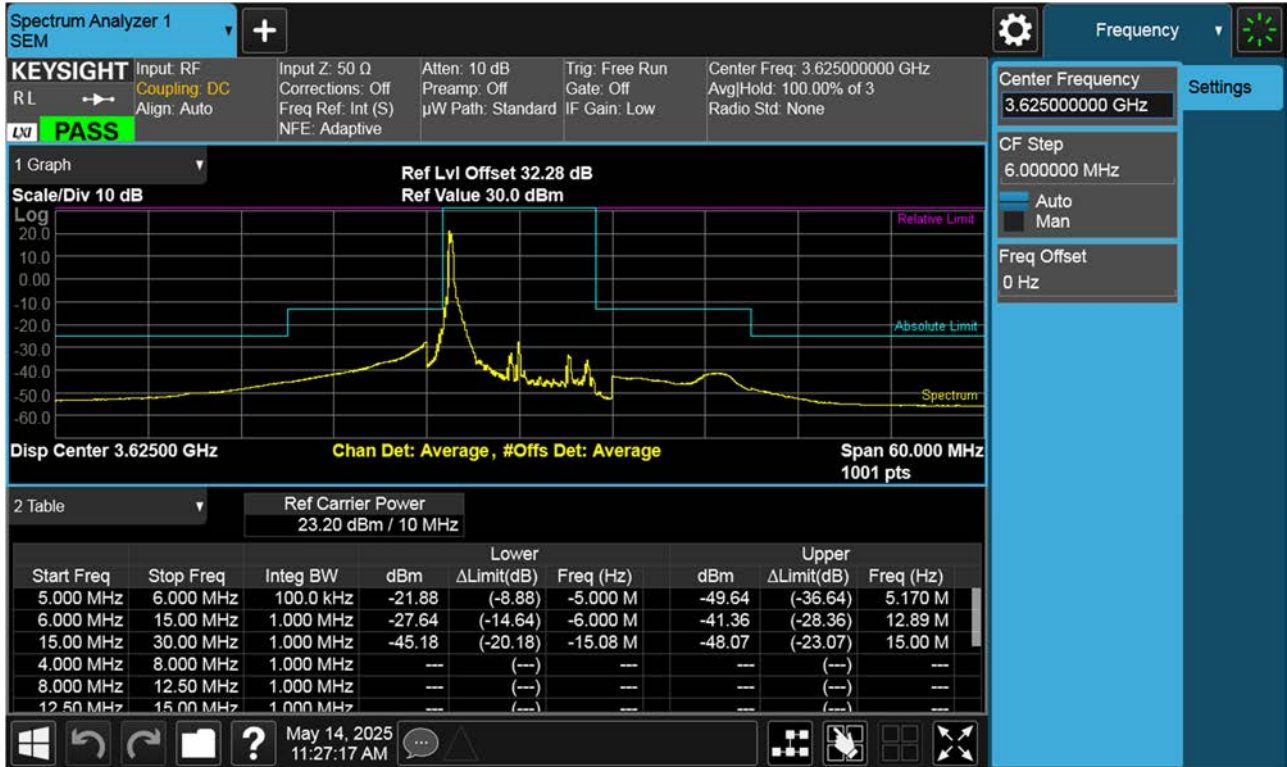 Spectrum Analyzer 1
SEM
+
Frequency
KEYSIGHT
RL
LXI
PASS
Input: RF
Coupling: DC
Align: Auto
Input Z: 50 Ω
Corrections: Off
Freq Ref: Int (S)
NFE: Adaptive
Atten: 10 dB
Preamp: Off
µW Path: Standard
Trig: Free Run
Gate: Off
IF Gain: Low
Center Freq: 3.625000000 GHz
Avg|Hold: 100.00% of 3
Radio Std: None
Center Frequency
3.625000000 GHz
Settings
CF Step
6.000000 MHz
Auto
Man
Freq Offset
0 Hz
1 Graph
Scale/Div 10 dB
Ref Lvl Offset 32.28 dB
Ref Value 30.0 dBm
Log
20.0
10.0
0.00
-10.0
-20.0
-30.0
-40.0
-50.0
-60.0
Relative Limit
Absolute Limit
Spectrum
Disp Center 3.62500 GHz
Chan Det: Average, #Offs Det: Average
Span 60.000 MHz
1001 pts
2 Table
Ref Carrier Power
23.20 dBm / 10 MHz
Lower Upper
Start Freq Stop Freq Integ BW dBm ΔLimit(dB) Freq (Hz) dBm ΔLimit(dB) Freq (Hz)
5.000 MHz 6.000 MHz 100.0 kHz -21.88 (-8.88) -5.000 M -49.64 (-36.64) 5.170 M
6.000 MHz 15.00 MHz 1.000 MHz -27.64 (-14.64) -6.000 M -41.36 (-28.36) 12.89 M
15.00 MHz 30.00 MHz 1.000 MHz -45.18 (-20.18) -15.08 M -48.07 (-23.07) 15.00 M
4.000 MHz 8.000 MHz 1.000 MHz --- (---) --- --- (---) ---
8.000 MHz 12.50 MHz 1.000 MHz --- (---) --- --- (---) ---
12.50 MHz 15.00 MHz 1.000 MHz --- (---) --- --- (---) ---
?
May 14, 2025
11:27:17 AM